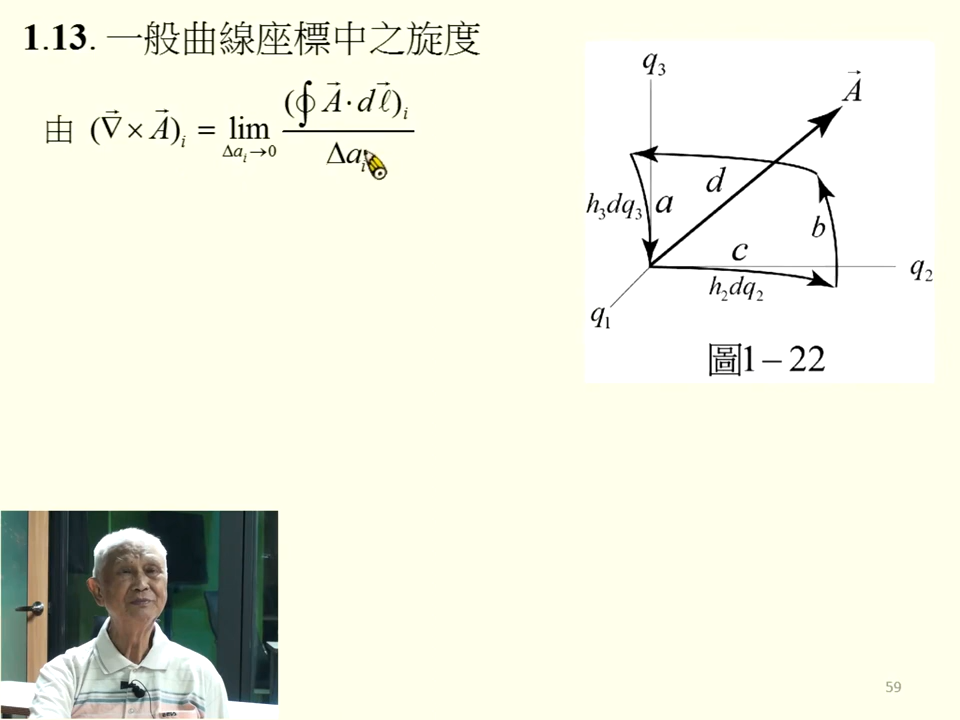 1.13. 一般曲線座標中之旋度
由 (∇⃗ × A⃗)ᵢ = lim_{Δaᵢ→0} (∮ A⃗ · dℓ⃗)ᵢ / Δaᵢ
q₃
A⃗
d
h₃dq₃
a
b
c
q₂
h₂dq₂
q₁
圖1 – 22
59